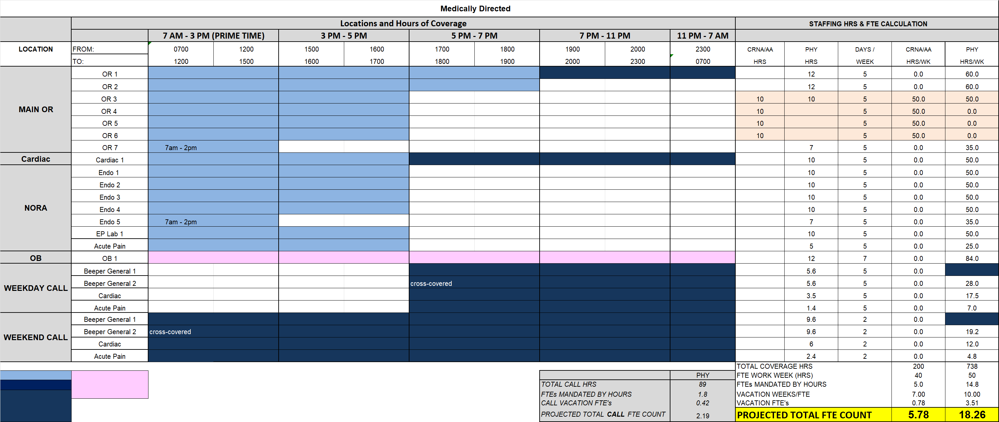 Medically Directed
Locations and Hours of Coverage STAFFING HRS & FTE CALCULATION
7 AM - 3 PM (PRIME TIME) 3 PM - 5 PM 5 PM - 7 PM 7 PM - 11 PM 11 PM - 7 AM
LOCATION FROM: 0700 1200 1500 1600 1700 1800 1900 2000 2300 CRNA/AA PHY DAYS / CRNA/AA PHY
TO: 1200 1500 1600 1700 1800 1900 2000 2300 0700 HRS HRS WEEK HRS/WK HRS/WK
OR 1 12 5 0.0 60.0
OR 2 12 5 0.0 60.0
OR 3 10 10 5 50.0 50.0
MAIN OR OR 4 10 5 50.0 0.0
OR 5 10 5 50.0 0.0
OR 6 10 5 50.0 0.0
OR 7 7am - 2pm 7 5 0.0 35.0
Cardiac Cardiac 1 10 5 0.0 50.0
Endo 1 10 5 0.0 50.0
Endo 2 10 5 0.0 50.0
Endo 3 10 5 0.0 50.0
NORA Endo 4 10 5 0.0 50.0
Endo 5 7am - 2pm 7 5 0.0 35.0
EP Lab 1 10 5 0.0 50.0
Acute Pain 5 5 0.0 25.0
OB OB 1 12 7 0.0 84.0
Beeper General 1 5.6 5 0.0
WEEKDAY CALL Beeper General 2 cross-covered 5.6 5 0.0 28.0
Cardiac 3.5 5 0.0 17.5
Acute Pain 1.4 5 0.0 7.0
Beeper General 1 9.6 2 0.0
WEEKEND CALL Beeper General 2 cross-covered 9.6 2 0.0 19.2
Cardiac 6 2 0.0 12.0
Acute Pain 2.4 2 0.0 4.8
TOTAL COVERAGE HRS 200 738
PHY FTE WORK WEEK (HRS) 40 50
TOTAL CALL HRS 89 FTEs MANDATED BY HOURS 5.0 14.8
FTEs MANDATED BY HOURS 1.8 VACATION WEEKS/FTE 7.00 10.00
CALL VACATION FTE's 0.42 VACATION FTE's 0.78 3.51
PROJECTED TOTAL CALL FTE COUNT 2.19 PROJECTED TOTAL FTE COUNT 5.78 18.26